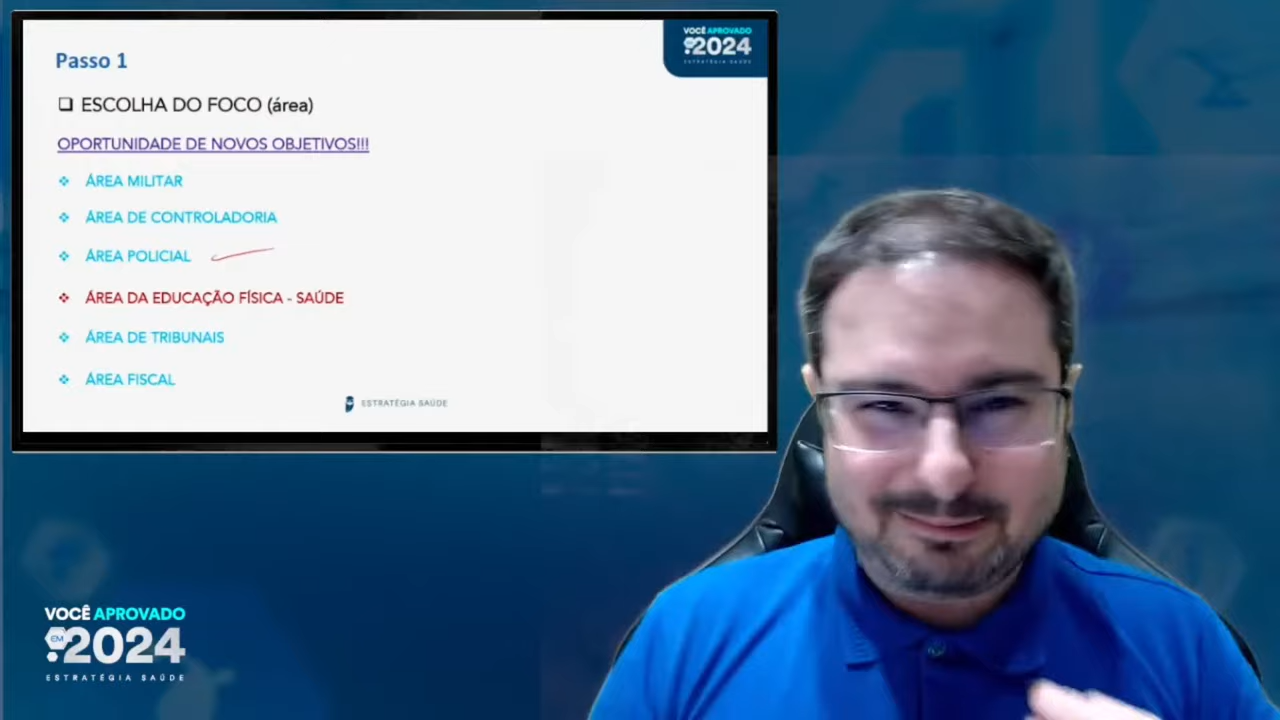 VOCÊ APROVADO
EM 2024
ESTRATÉGIA SAÚDE
Passo 1
❑ ESCOLHA DO FOCO (área)
OPORTUNIDADE DE NOVOS OBJETIVOS!!!
❖ ÁREA MILITAR
❖ ÁREA DE CONTROLADORIA
❖ ÁREA POLICIAL
❖ ÁREA DA EDUCAÇÃO FÍSICA - SAÚDE
❖ ÁREA DE TRIBUNAIS
❖ ÁREA FISCAL
ESTRATÉGIA SAÚDE
VOCÊ APROVADO
EM 2024
ESTRATÉGIA SAÚDE